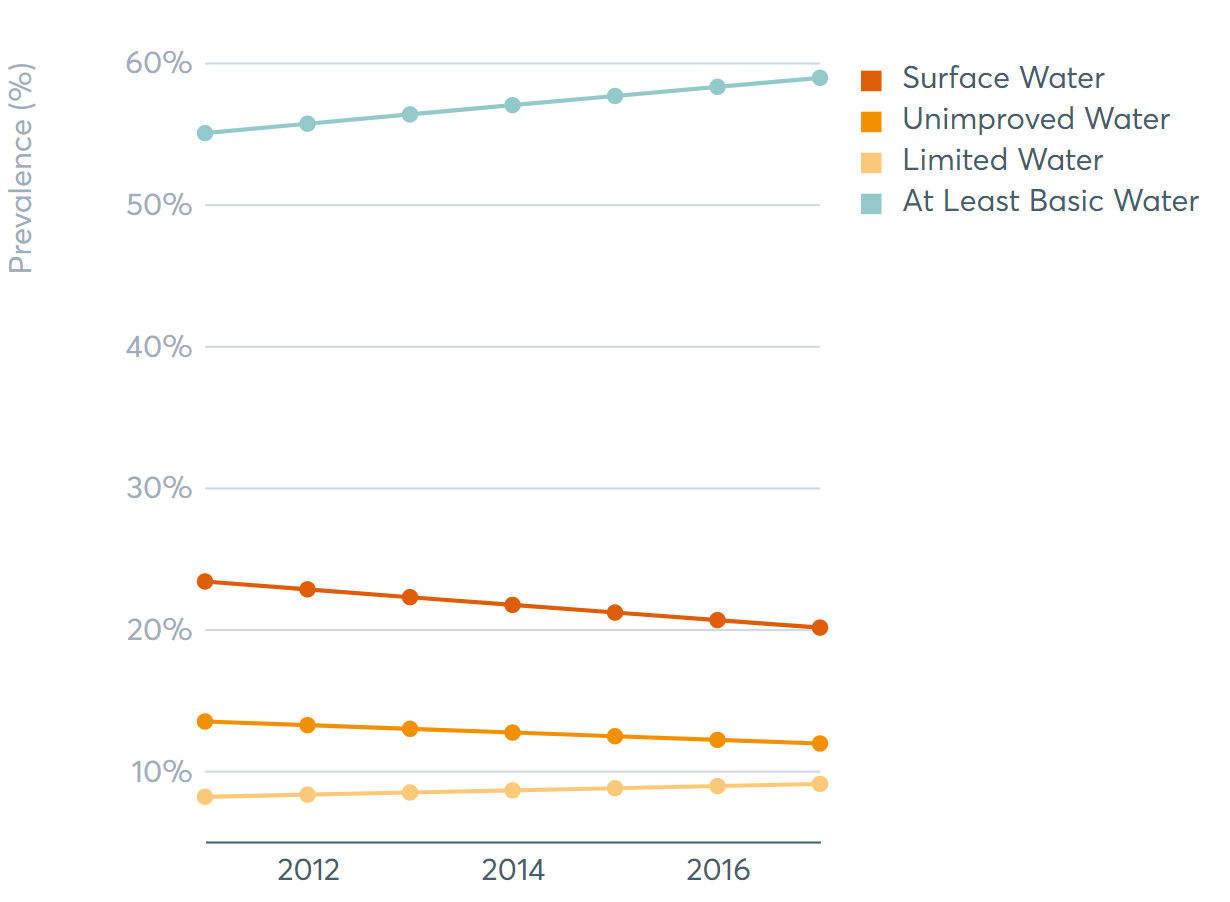 Prevalence (%)
60%
50%
40%
30%
20%
10%
2012
2014
2016
Surface Water
Unimproved Water
Limited Water
At Least Basic Water